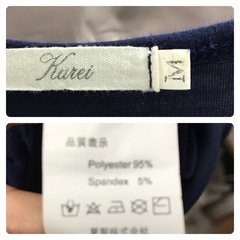 Kurei
M
品質表示
Polyester 95%
Spandex 5%